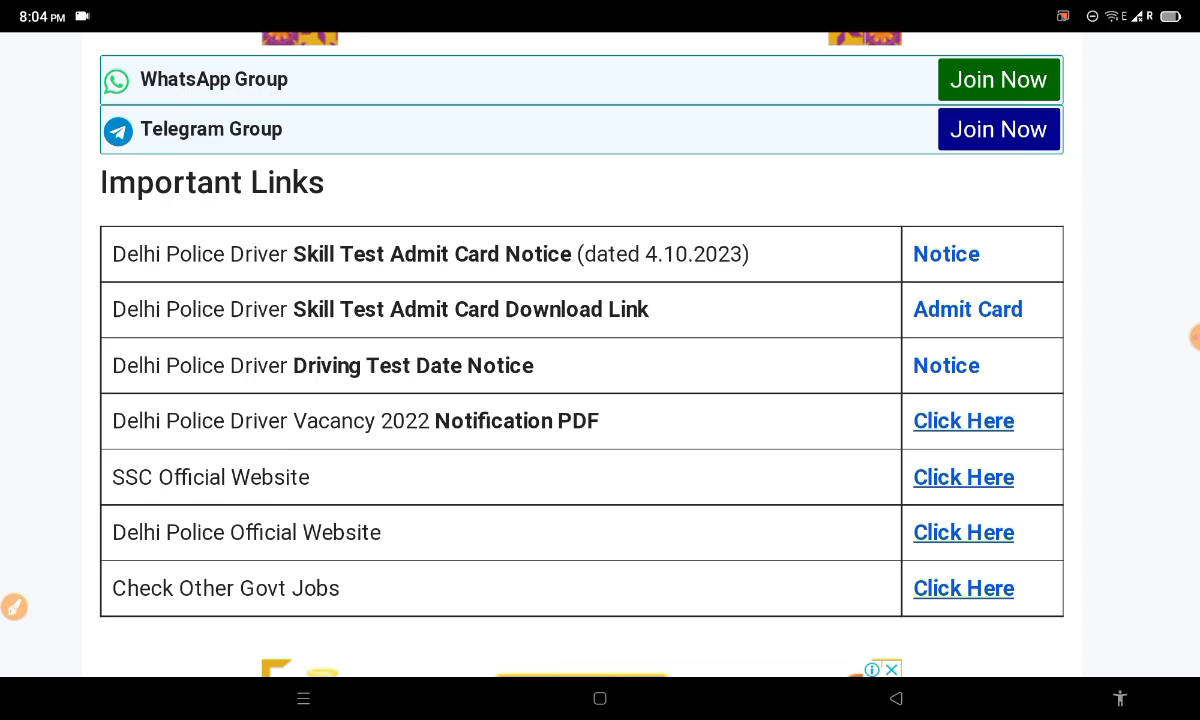 8:04 PM
E R
WhatsApp Group Join Now
Telegram Group Join Now
Important Links
Delhi Police Driver Skill Test Admit Card Notice (dated 4.10.2023) Notice
Delhi Police Driver Skill Test Admit Card Download Link Admit Card
Delhi Police Driver Driving Test Date Notice Notice
Delhi Police Driver Vacancy 2022 Notification PDF Click Here
SSC Official Website Click Here
Delhi Police Official Website Click Here
Check Other Govt Jobs Click Here